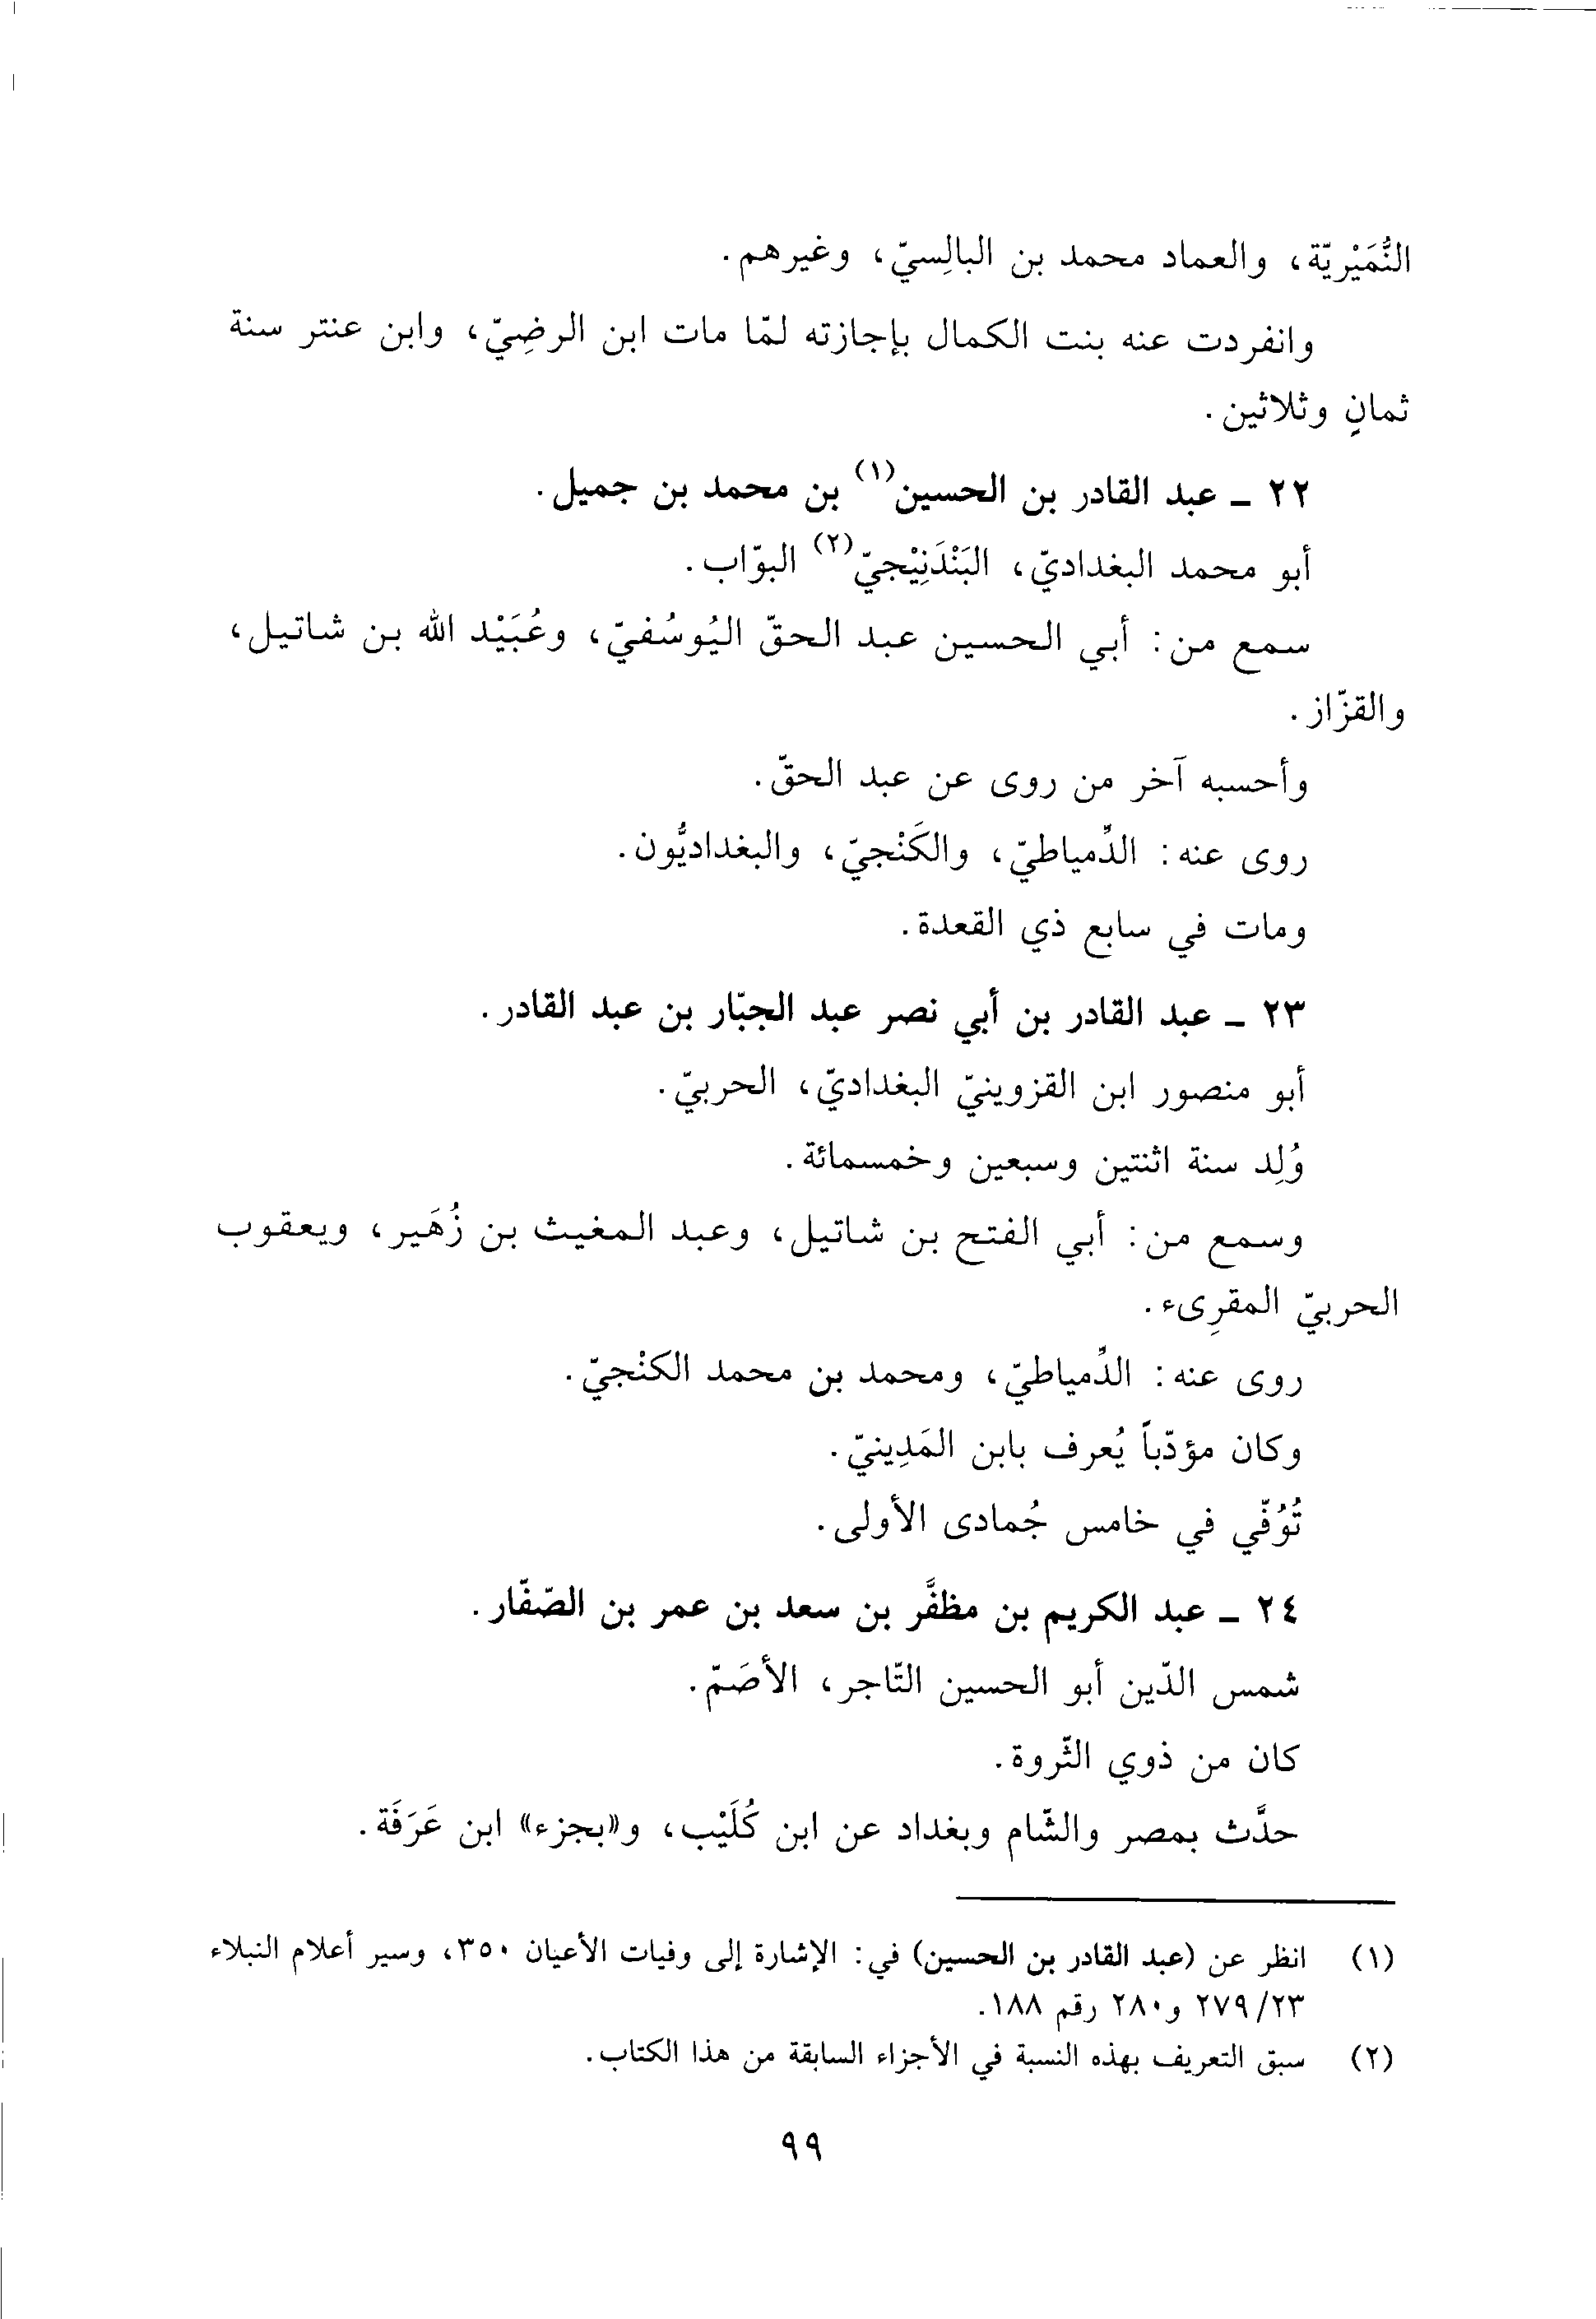 النُّمَيْريّة، والعماد محمد بن البالِسيّ، وغيرهم.
وانفردت عنه بنت الكمال بإجازته لمّا مات ابن الرضِيّ، وابن عنتر سنة
ثمانٍ وثلاثين.
٢٢ - عبد القادر بن الحسين(١) بن محمد بن جميل.
أبو محمد البغداديّ، البَنْدَنِيْجيّ(٢) البوّاب.
سمع من: أبي الحسين عبد الحقّ اليُوسُفيّ، وعُبَيْد الله بن شاتيل،
والقزّاز.
وأحسبه آخر من روى عن عبد الحقّ.
روى عنه: الدِّمياطيّ، والكَنْجيّ، والبغداديُّون.
ومات في سابع ذي القعدة.
٢٣ - عبد القادر بن أبي نصر عبد الجبّار بن عبد القادر.
أبو منصور ابن القزوينيّ البغداديّ، الحربيّ.
وُلِد سنة اثنتين وسبعين وخمسمائة.
وسمع من: أبي الفتح بن شاتيل، وعبد المغيث بن زُهَير، ويعقوب
الحربيّ المقرِىء.
روى عنه: الدِّمياطيّ، ومحمد بن محمد الكنْجيّ.
وكان مؤدّباً يُعرف بابن المَدِينيّ.
تُوُفّي في خامس جُمادى الأولى.
٢٤ - عبد الكريم بن مظفَّر بن سعد بن عمر بن الصّفّار.
شمس الدّين أبو الحسين التّاجر، الأصَمّ.
كان من ذوي الثّروة.
حدَّث بمصر والشّام وبغداد عن ابن كُلَيْب، و«بجزء» ابن عَرَفَة.
(١) انظر عن (عبد القادر بن الحسين) في: الإشارة إلى وفيات الأعيان ٣٥٠، وسير أعلام النبلاء
٢٣/ ٢٧٩ و٢٨٠ رقم ١٨٨.
(٢) سبق التعريف بهذه النسبة في الأجزاء السابقة من هذا الكتاب.
٩٩